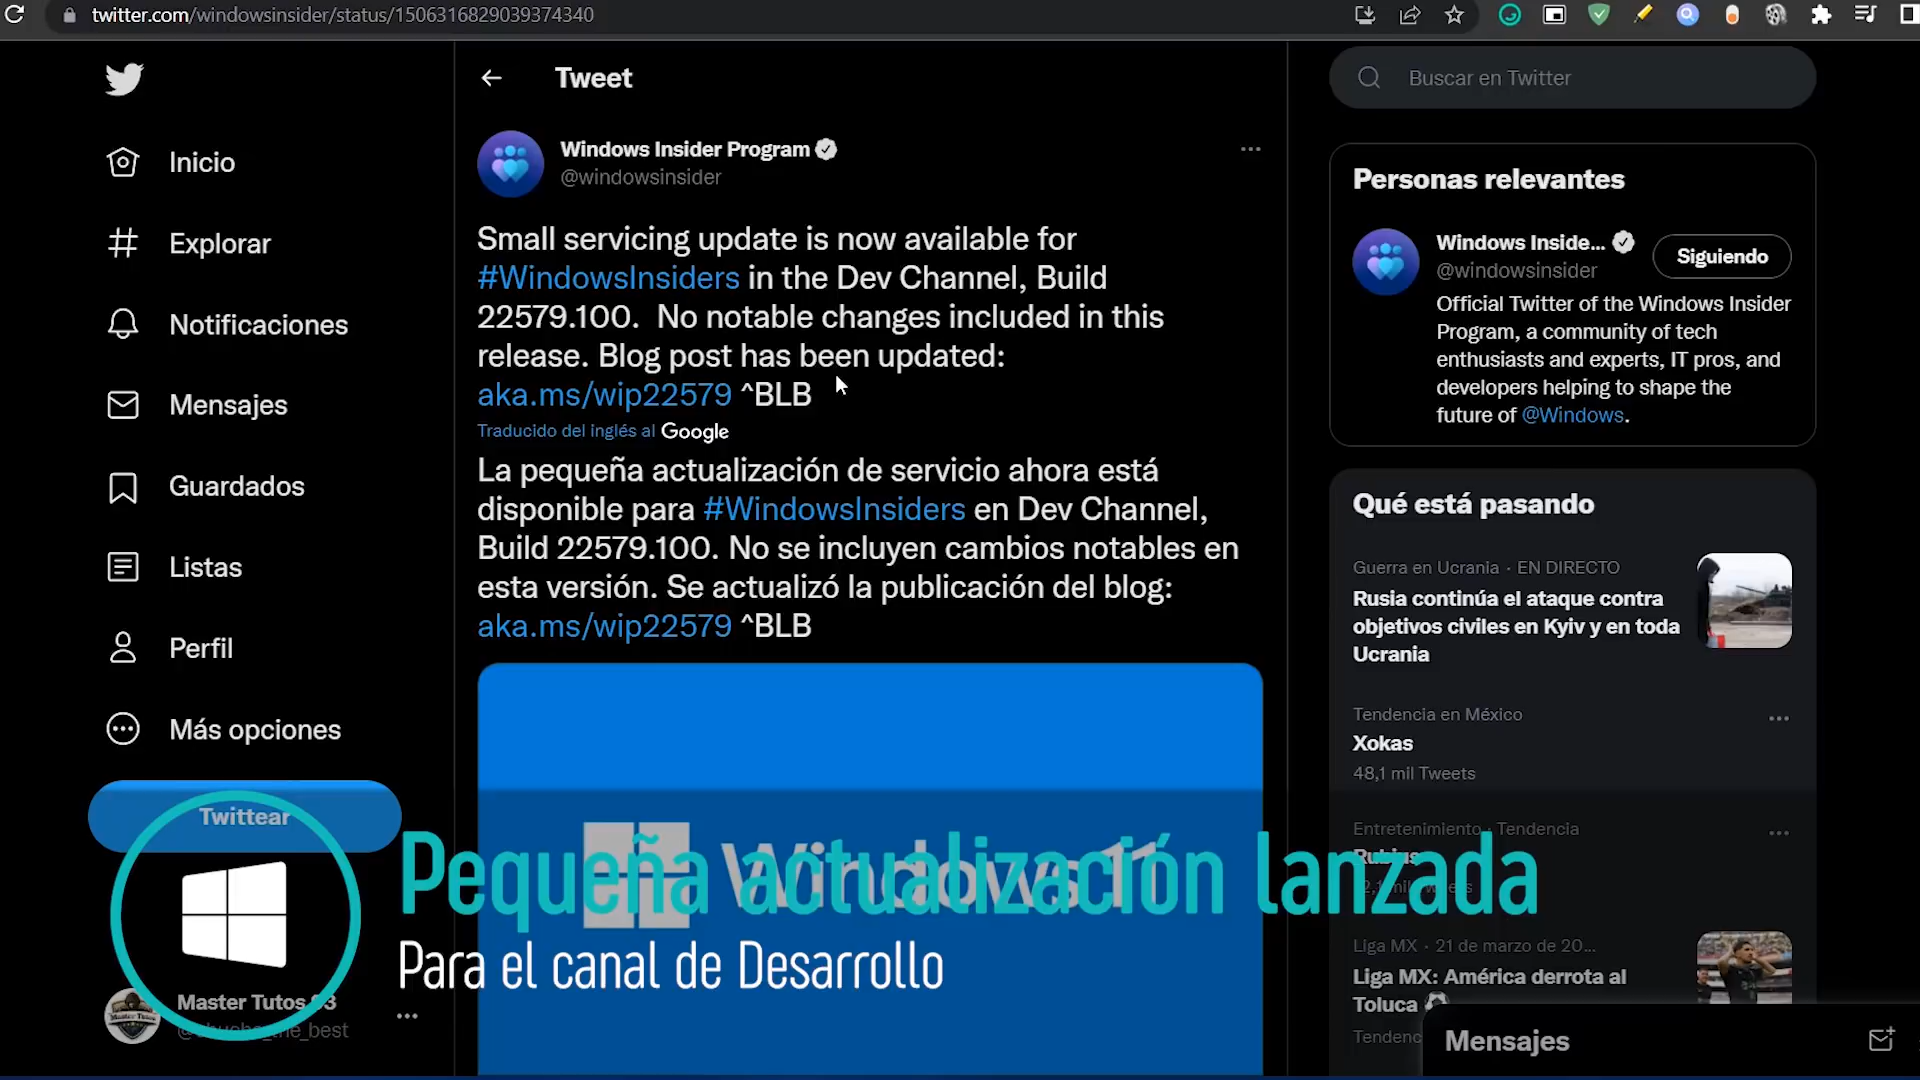 twitter.com/windowsinsider/status/1506316829039374340
Inicio
Explorar
Notificaciones
Mensajes
Guardados
Listas
Perfil
Más opciones
Twittear
Master Tutos
Tweet
Windows Insider Program
@windowsinsider
Small servicing update is now available for
#WindowsInsiders in the Dev Channel, Build
22579.100.  No notable changes included in this
release. Blog post has been updated:
aka.ms/wip22579 ^BLB
Traducido del inglés al Google
La pequeña actualización de servicio ahora está
disponible para #WindowsInsiders en Dev Channel,
Build 22579.100. No se incluyen cambios notables en
esta versión. Se actualizó la publicación del blog:
aka.ms/wip22579 ^BLB
Windows 11
Pequeña actualización lanzada
Para el canal de Desarrollo
Buscar en Twitter
Personas relevantes
Windows Inside...
@windowsinsider
Siguiendo
Official Twitter of the Windows Insider
Program, a community of tech
enthusiasts and experts, IT pros, and
developers helping to shape the
future of @Windows.
Qué está pasando
Guerra en Ucrania · EN DIRECTO
Rusia continúa el ataque contra
objetivos civiles en Kyiv y en toda
Ucrania
Tendencia en México
Xokas
48,1 mil Tweets
Entretenimiento · Tendencia
Rubius
Liga MX · 21 de marzo de 20...
Liga MX: América derrota al
Toluca
Mensajes